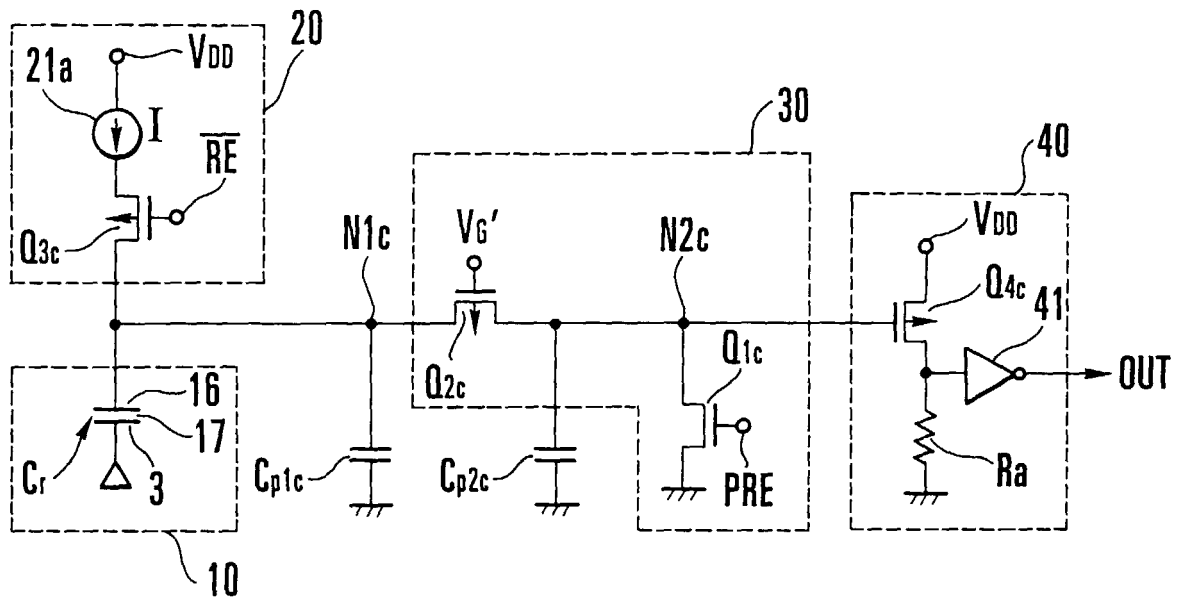 20
VDD
21a
I
R̅E̅
Q3c
N1c
VG'
30
N2c
40
VDD
Q4c
41
Q2c
Q1c
OUT
16
17
Cr
3
Cp1c
Cp2c
PRE
Ra
10